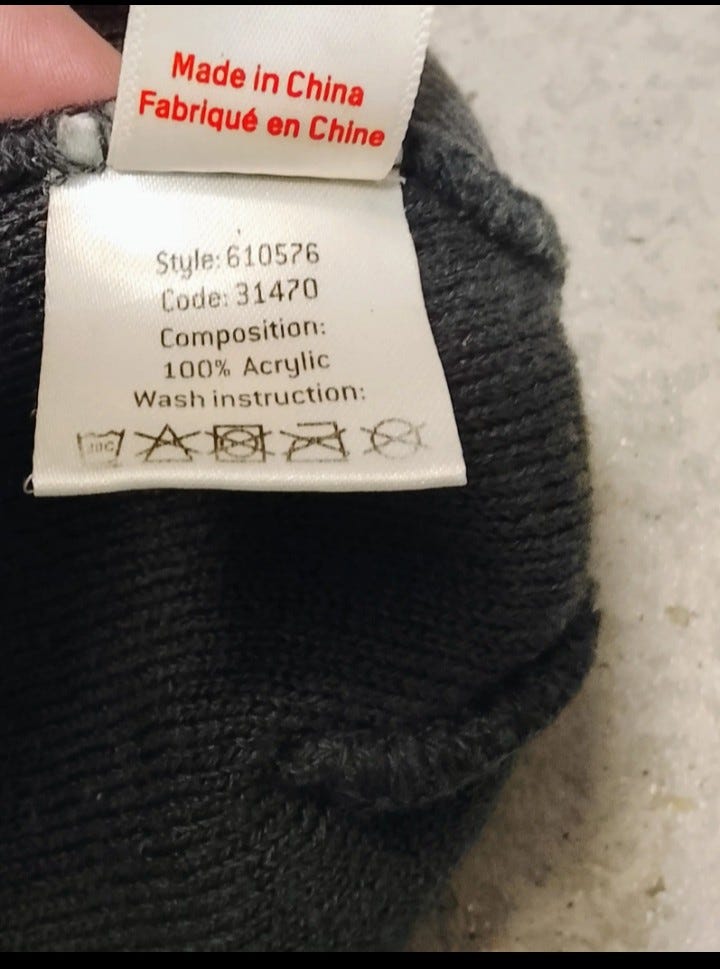 Made in China
Fabriqué en Chine
Style: 610576
Code: 31470
Composition:
100% Acrylic
Wash instruction: